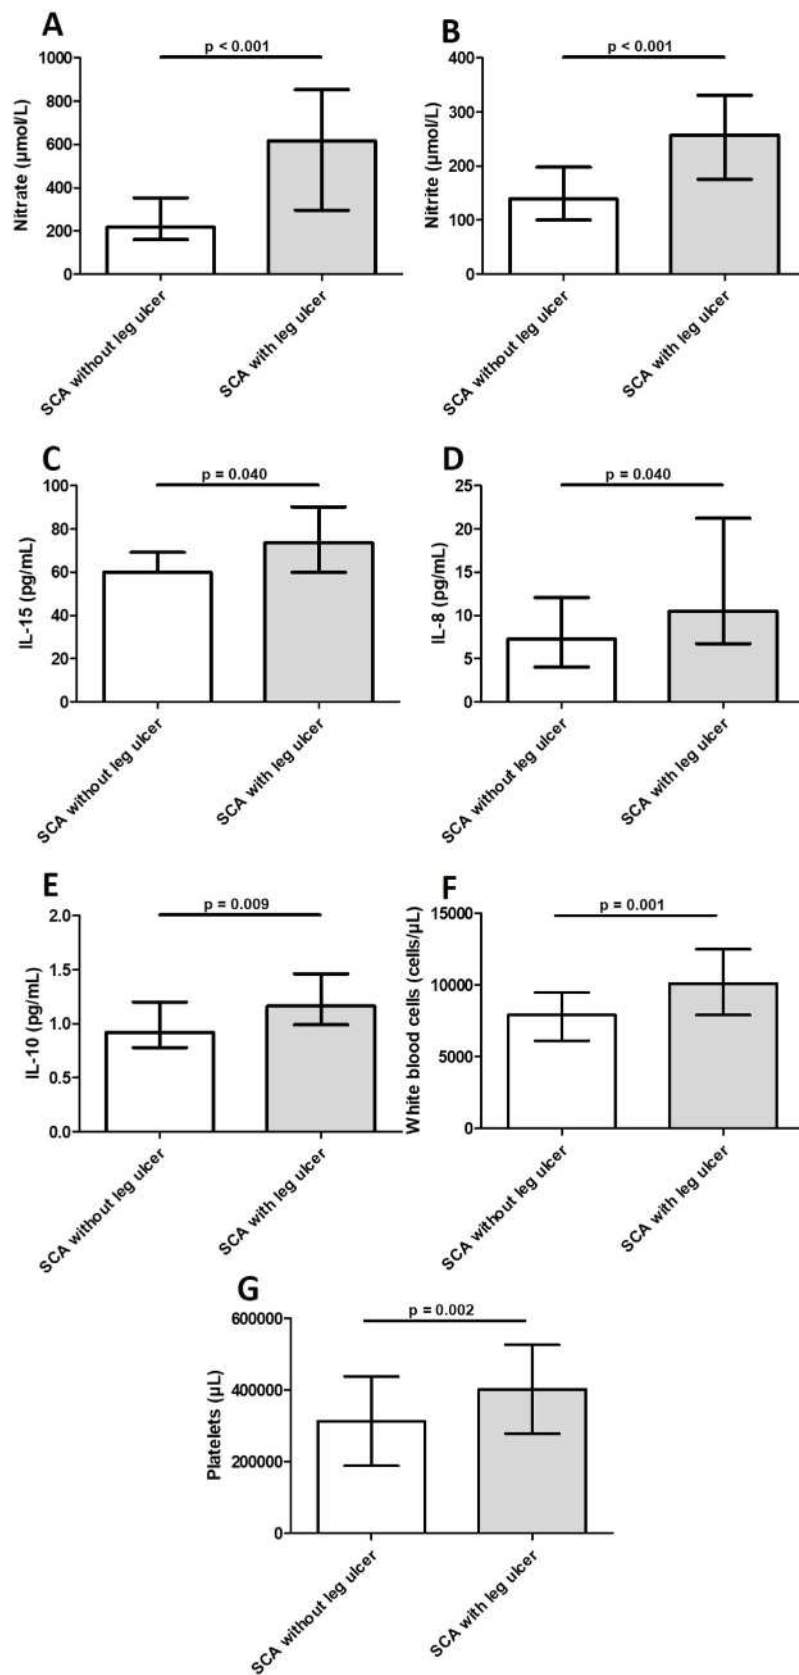 A
p < 0.001
Nitrate (µmol/L)
1000
800
600
400
200
0
SCA without leg ulcer
SCA with leg ulcer
B
p < 0.001
Nitrite (µmol/L)
400
300
200
100
0
SCA without leg ulcer
SCA with leg ulcer
C
p = 0.040
IL-15 (pg/mL)
100
80
60
40
20
0
SCA without leg ulcer
SCA with leg ulcer
D
p = 0.040
IL-8 (pg/mL)
25
20
15
10
5
0
SCA without leg ulcer
SCA with leg ulcer
E
p = 0.009
IL-10 (pg/mL)
2.0
1.5
1.0
0.5
0.0
SCA without leg ulcer
SCA with leg ulcer
F
p = 0.001
White blood cells (cells/µL)
15000
10000
5000
0
SCA without leg ulcer
SCA with leg ulcer
G
p = 0.002
Platelets (µL)
600000
400000
200000
0
SCA without leg ulcer
SCA with leg ulcer